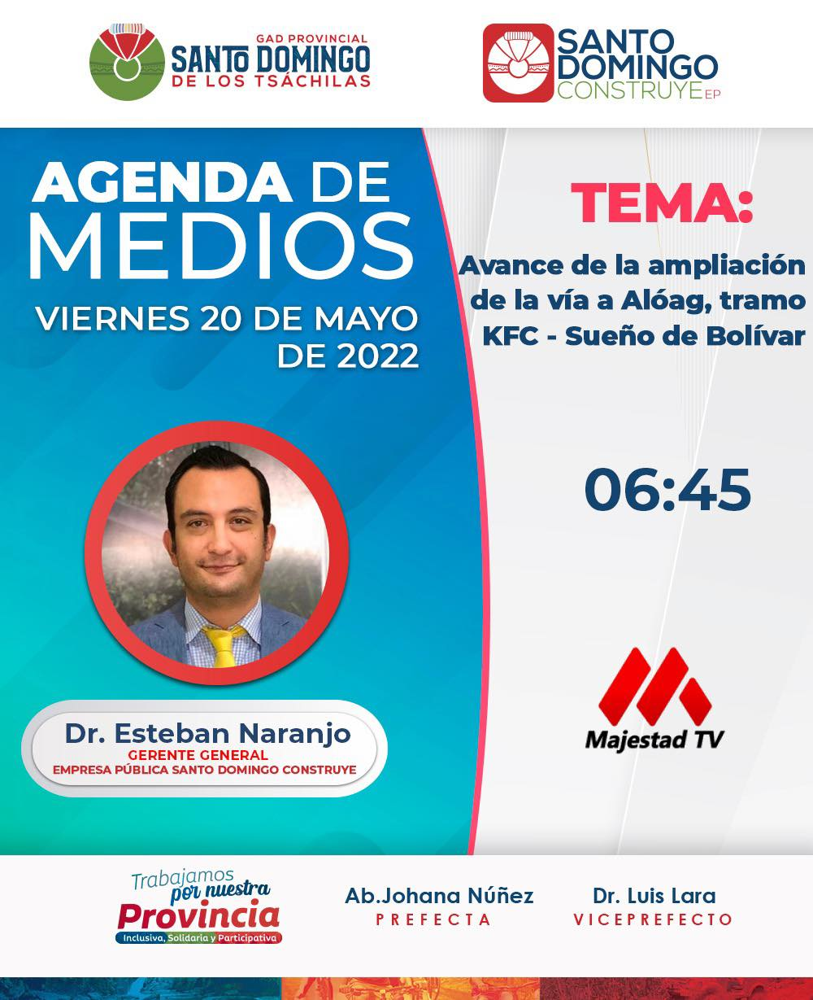 GAD PROVINCIAL
SANTO DOMINGO
DE LOS TSÁCHILAS
SANTO
DOMINGO
CONSTRUYE EP
AGENDA DE
MEDIOS
VIERNES 20 DE MAYO
DE 2022
TEMA:
Avance de la ampliación
de la vía a Alóag, tramo
KFC - Sueño de Bolívar
06:45
Majestad TV
Dr. Esteban Naranjo
GERENTE GENERAL
EMPRESA PÚBLICA SANTO DOMINGO CONSTRUYE
Trabajamos
por nuestra
Provincia
Inclusiva, Solidaria y Participativa
Ab.Johana Núñez
PREFECTA
Dr. Luis Lara
VICEPREFECTO